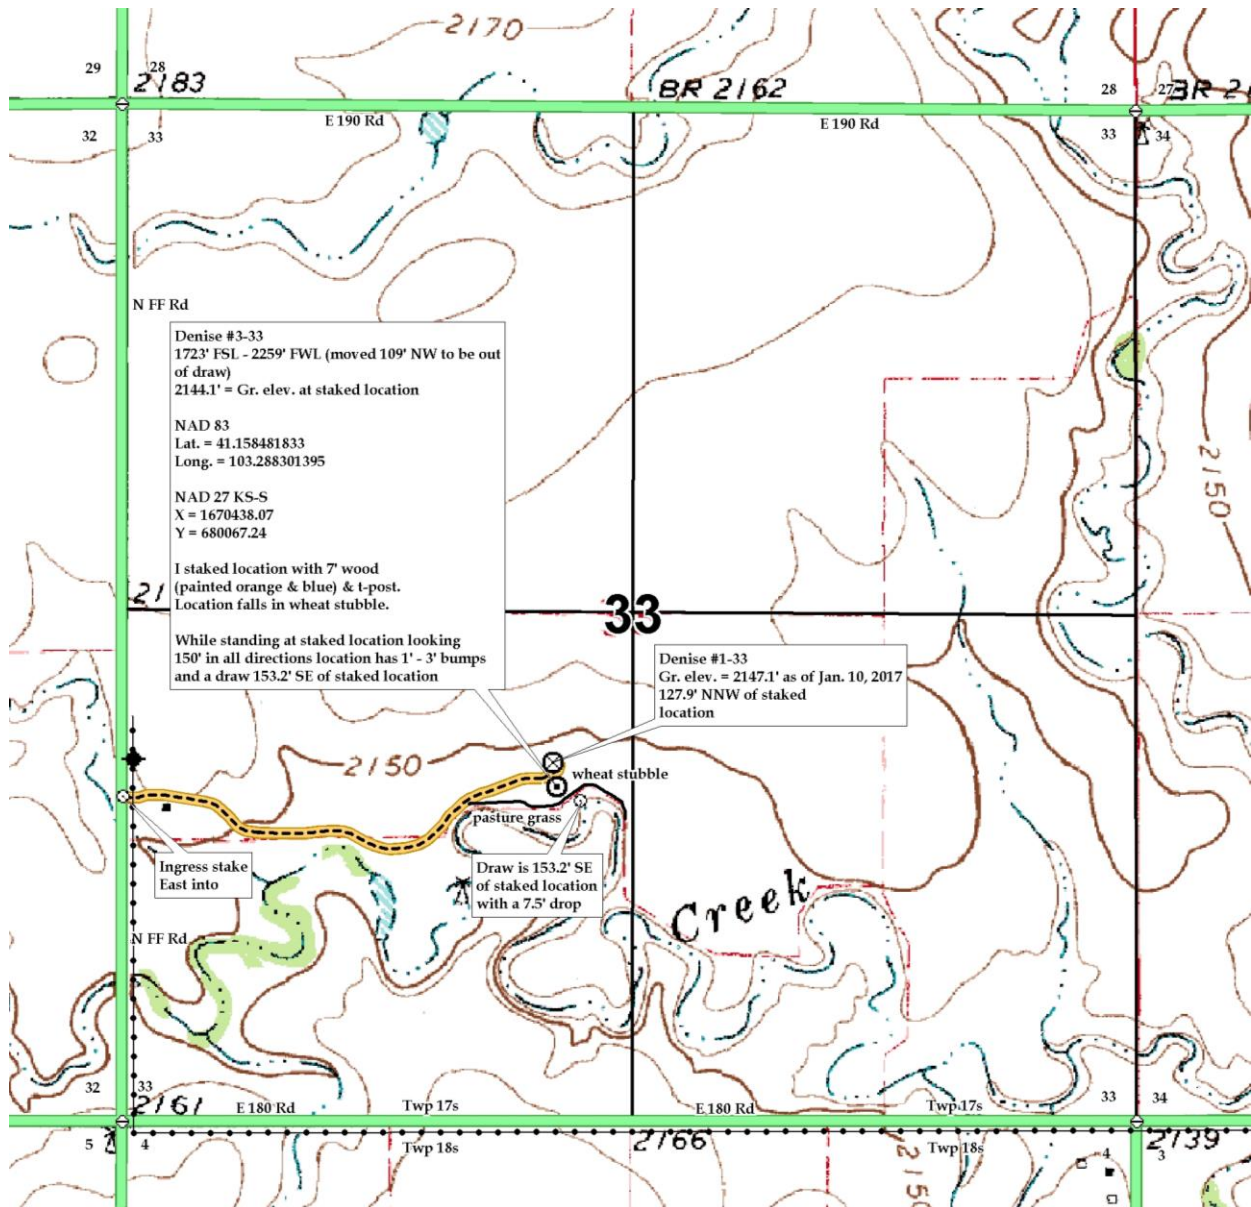 2170
29
28
2183
BR 2162
28
27
BR
E 190 Rd
E 190 Rd
32
33
33
34
N FF Rd
Denise #3-33
1723' FSL - 2259' FWL (moved 109' NW to be out
of draw)
2144.1' = Gr. elev. at staked location
NAD 83
Lat. = 41.158481833
Long. = 103.288301395
NAD 27 KS-S
X = 1670438.07
Y = 680067.24
I staked location with 7' wood
(painted orange & blue) & t-post.
Location falls in wheat stubble.
While standing at staked location looking
150' in all directions location has 1' - 3' bumps
and a draw 153.2' SE of staked location
2150
21
33
Denise #1-33
Gr. elev. = 2147.1' as of Jan. 10, 2017
127.9' NNW of staked
location
2150
wheat stubble
pasture grass
Ingress stake
East into
Draw is 153.2' SE
of staked location
with a 7.5' drop
Creek
N FF Rd
32
33
33
34
2161
E 180 Rd
Twp 17s
E 180 Rd
Twp 17s
5
4
Twp 18s
2166
Twp 18s
4
3
2139
2150